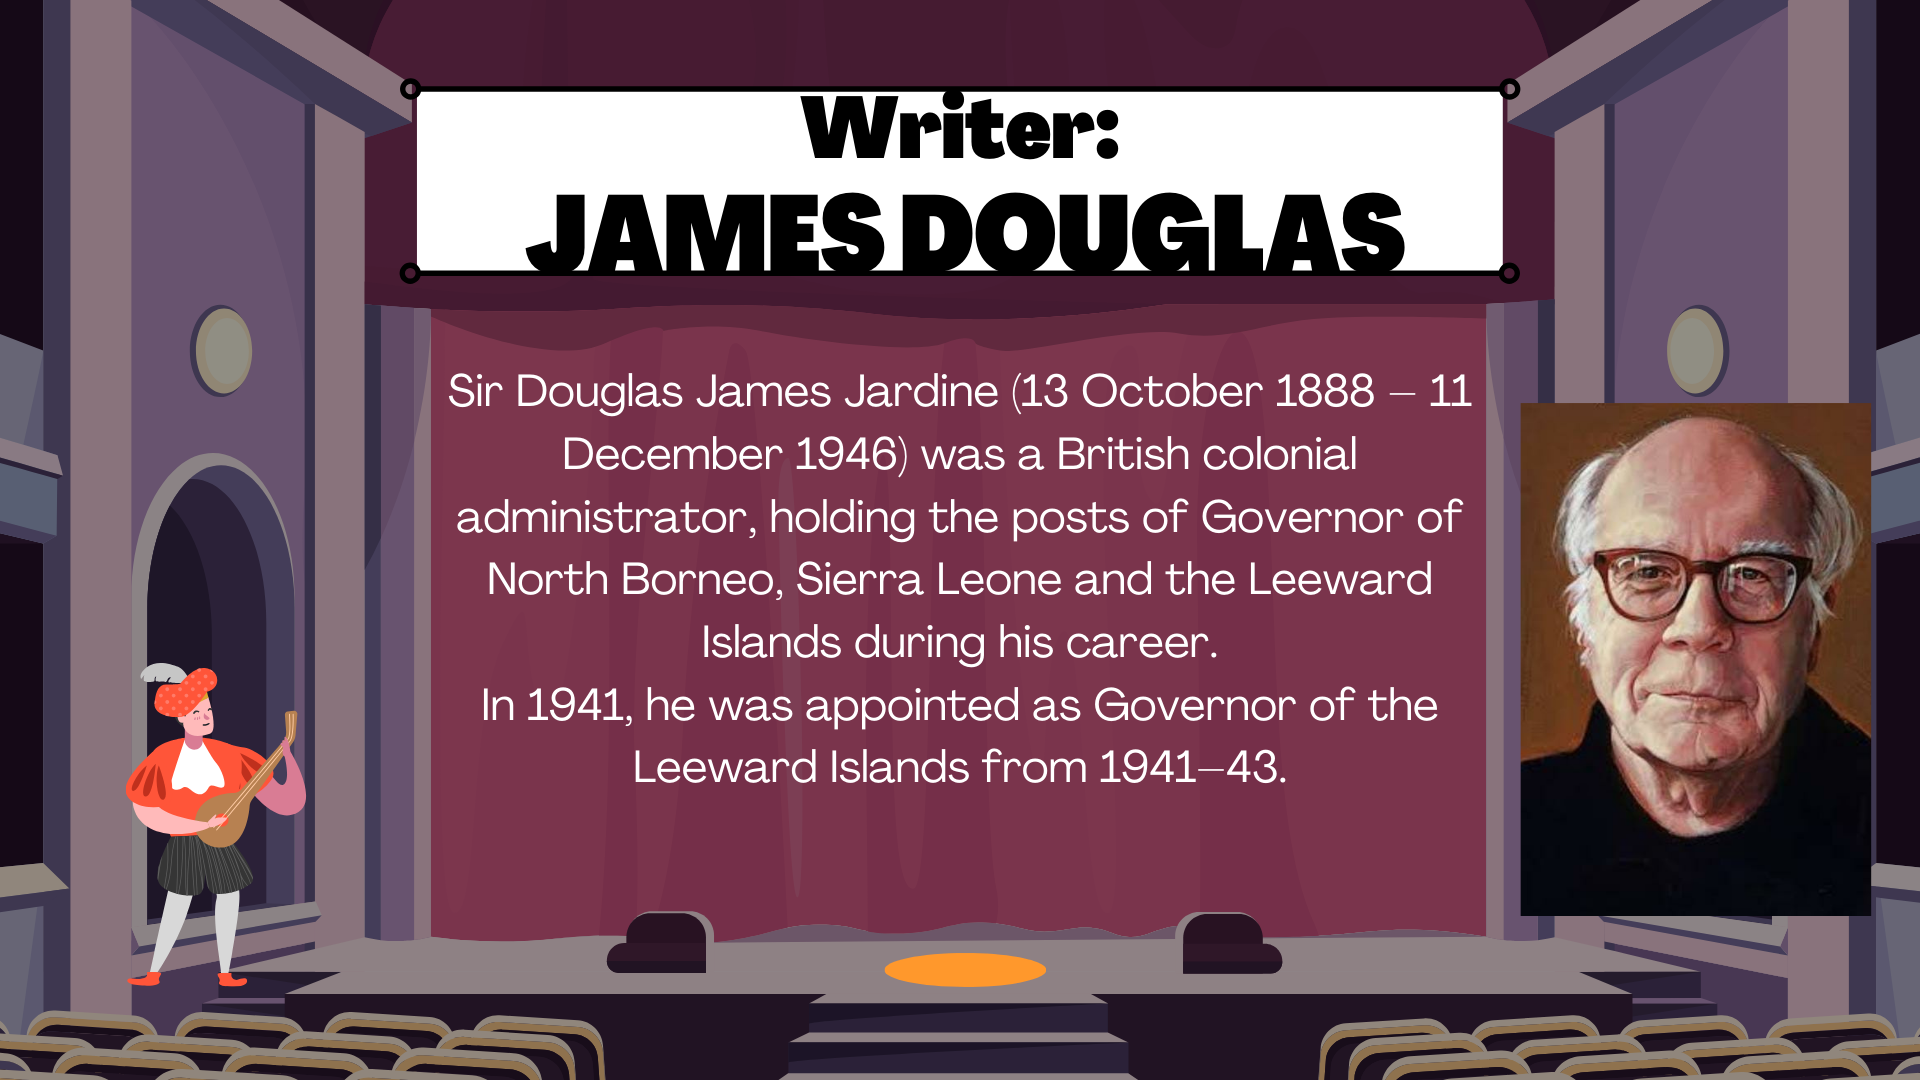 Writer:
JAMES DOUGLAS
Sir Douglas James Jardine (13 October 1888 – 11
December 1946) was a British colonial
administrator, holding the posts of Governor of
North Borneo, Sierra Leone and the Leeward
Islands during his career.
In 1941, he was appointed as Governor of the
Leeward Islands from 1941–43.